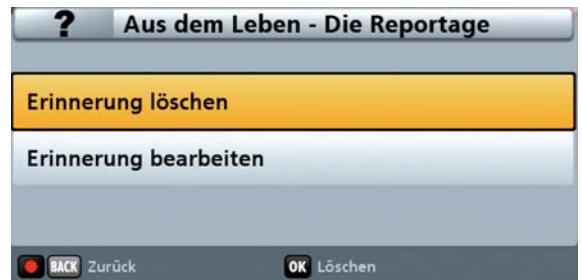 ? Aus dem Leben - Die Reportage
Erinnerung löschen
Erinnerung bearbeiten
BACK Zurück OK Löschen